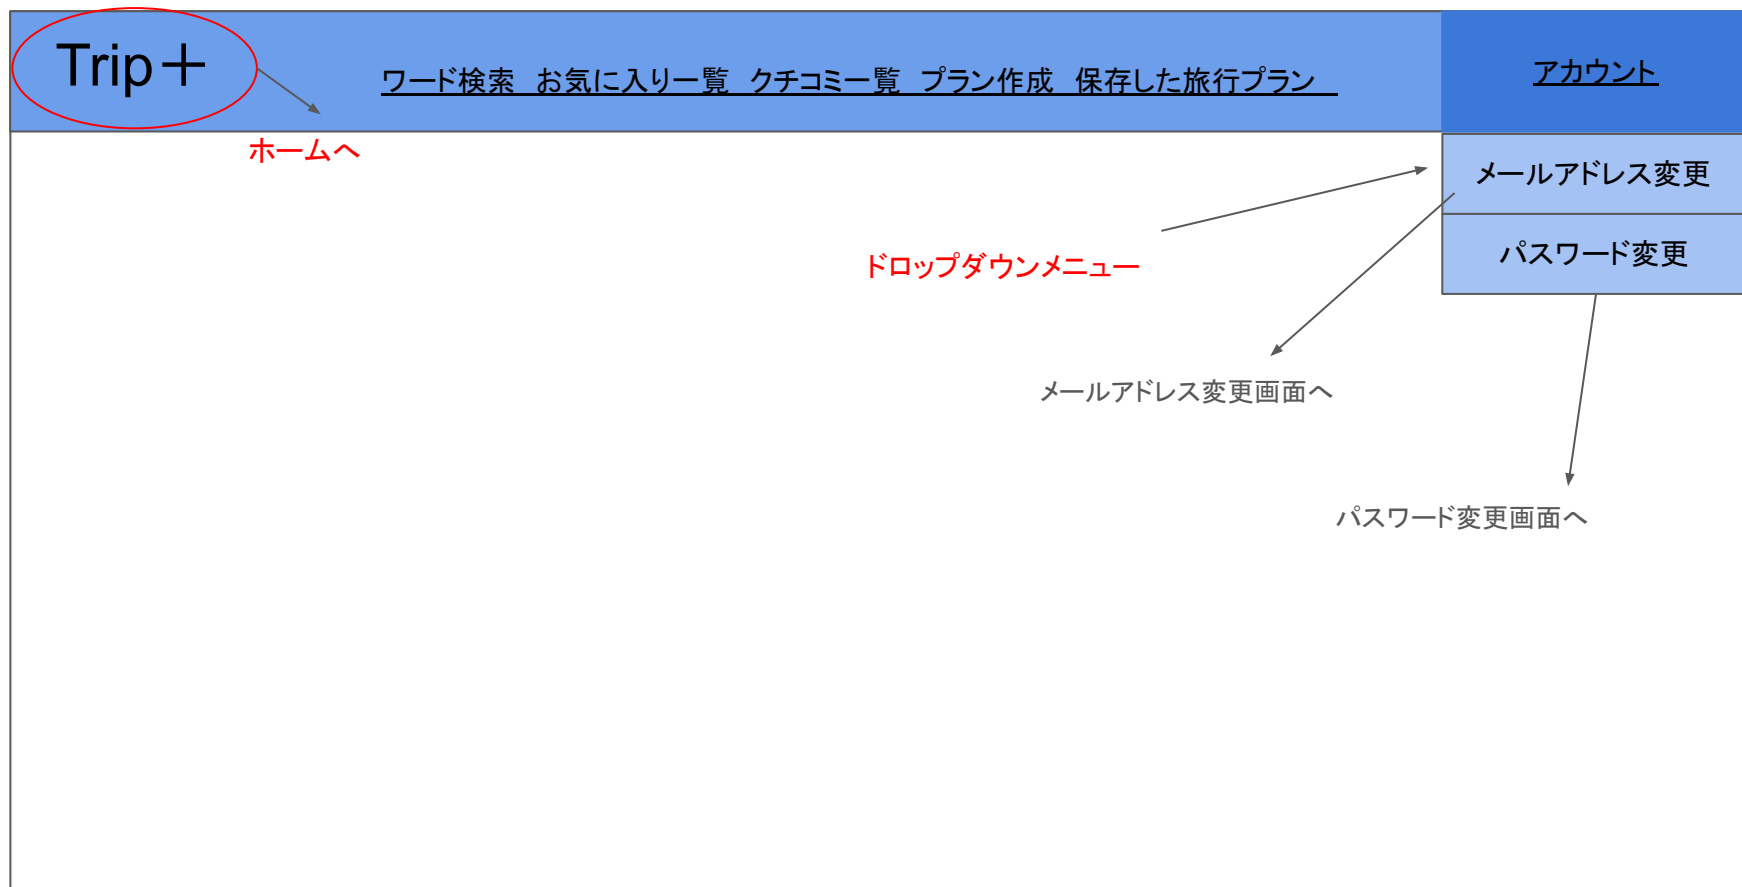 Trip＋
ワード検索　お気に入り一覧　クチコミ一覧　プラン作成　保存した旅行プラン
アカウント
ホームへ
メールアドレス変更
パスワード変更
ドロップダウンメニュー
メールアドレス変更画面へ
パスワード変更画面へ